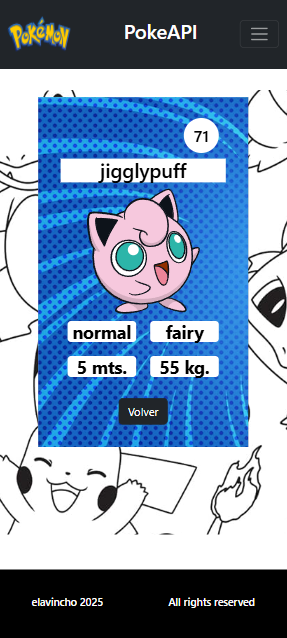 POKéMON
PokeAPI
71
jigglypuff
normal fairy
5 mts. 55 kg.
Volver
elavincho 2025 All rights reserved